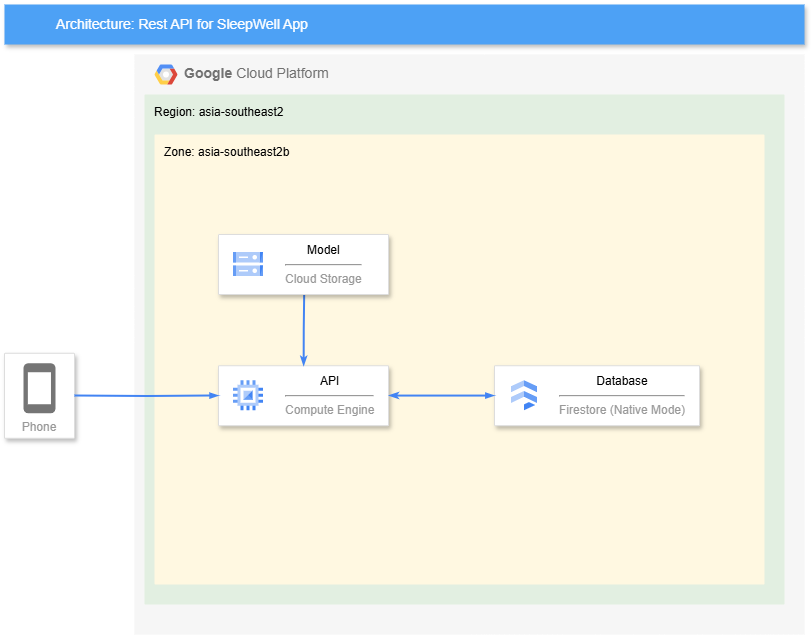 Architecture: Rest API for SleepWell App
Google Cloud Platform
Region: asia-southeast2
Zone: asia-southeast2b
Model
Cloud Storage
API
Compute Engine
Database
Firestore (Native Mode)
Phone